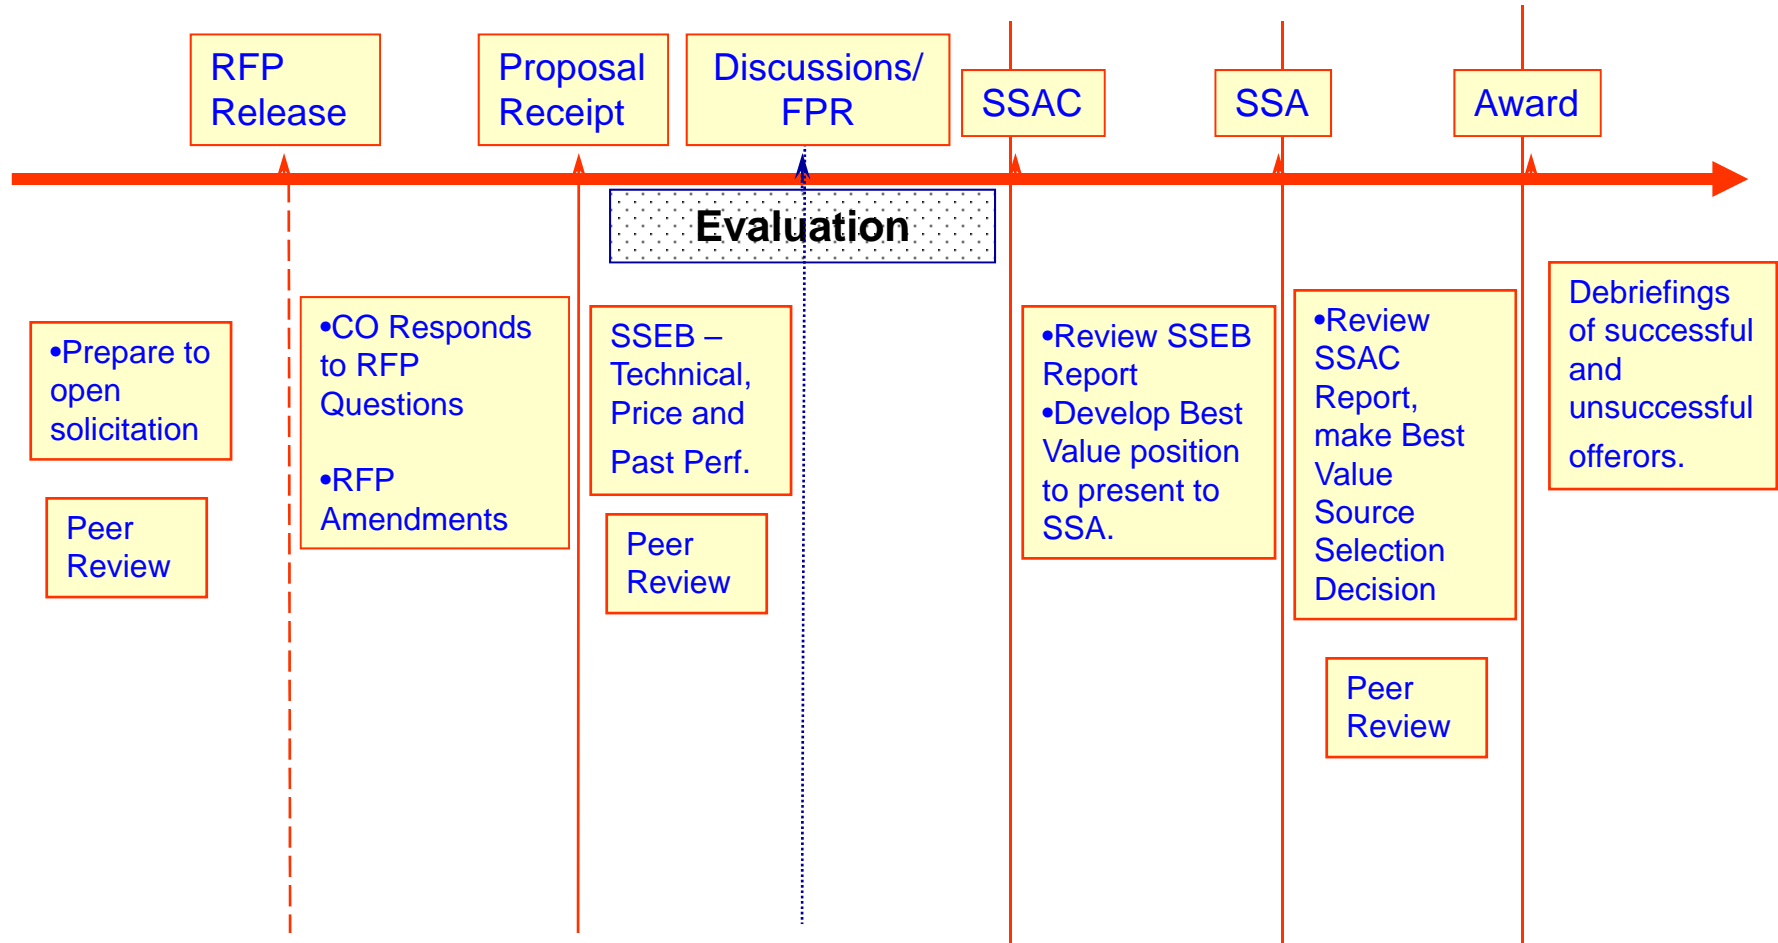 RFP
Release
Proposal
Receipt
Discussions/
FPR
SSAC
SSA
Award
Evaluation
•Prepare to
open
solicitation
Peer
Review
•CO Responds
to RFP
Questions
•RFP
Amendments
SSEB –
Technical,
Price and
Past Perf.
Peer
Review
•Review SSEB
Report
•Develop Best
Value position
to present to
SSA.
•Review
SSAC
Report,
make Best
Value
Source
Selection
Decision
Peer
Review
Debriefings
of successful
and
unsuccessful
offerors.